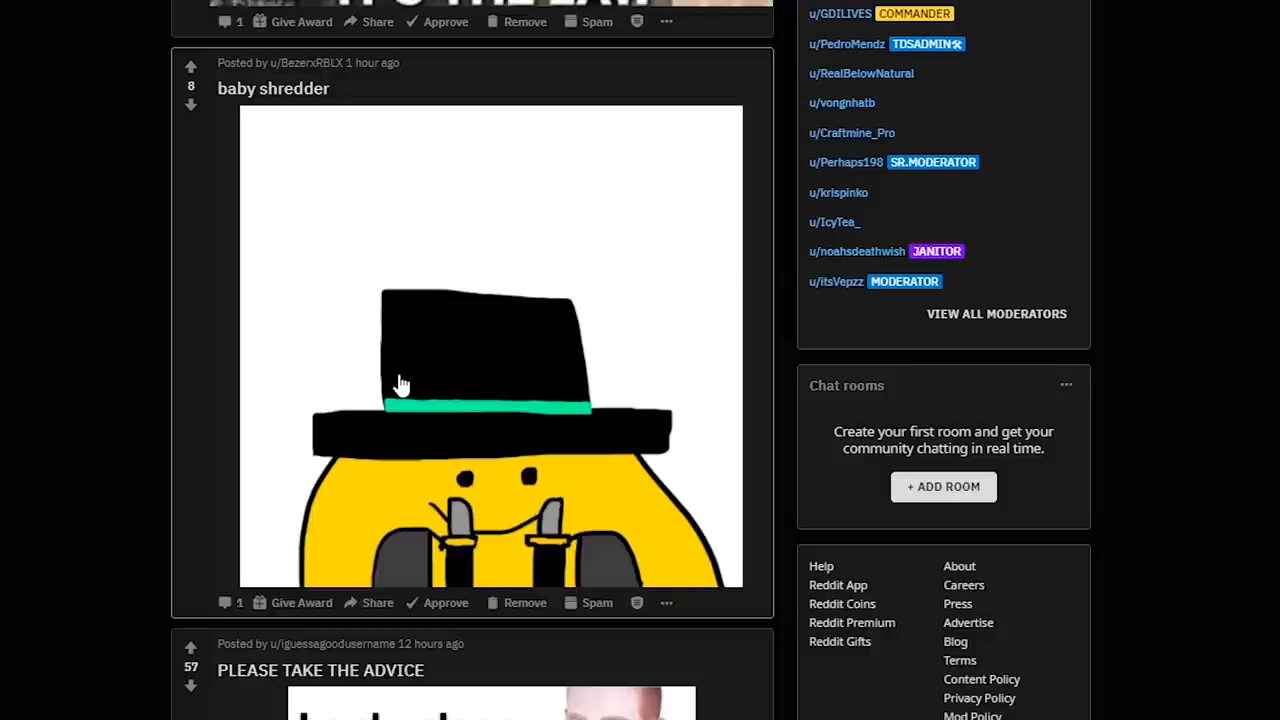 1 Give Award Share Approve Remove Spam
Posted by u/BezerxRBLX 1 hour ago
8
baby shredder
1 Give Award Share Approve Remove Spam
Posted by u/iguessagoodusername 12 hours ago
57
PLEASE TAKE THE ADVICE
u/GDILIVES COMMANDER
u/PedroMendz TDSADMIN🛠
u/RealBelowNatural
u/vongnhatb
u/Craftmine_Pro
u/Perhaps198 SR.MODERATOR
u/krispinko
u/IcyTea_
u/noahsdeathwish JANITOR
u/itsVepzz MODERATOR
VIEW ALL MODERATORS
Chat rooms
Create your first room and get your
community chatting in real time.
+ ADD ROOM
Help
Reddit App
Reddit Coins
Reddit Premium
Reddit Gifts
About
Careers
Press
Advertise
Blog
Terms
Content Policy
Privacy Policy
Mod Policy